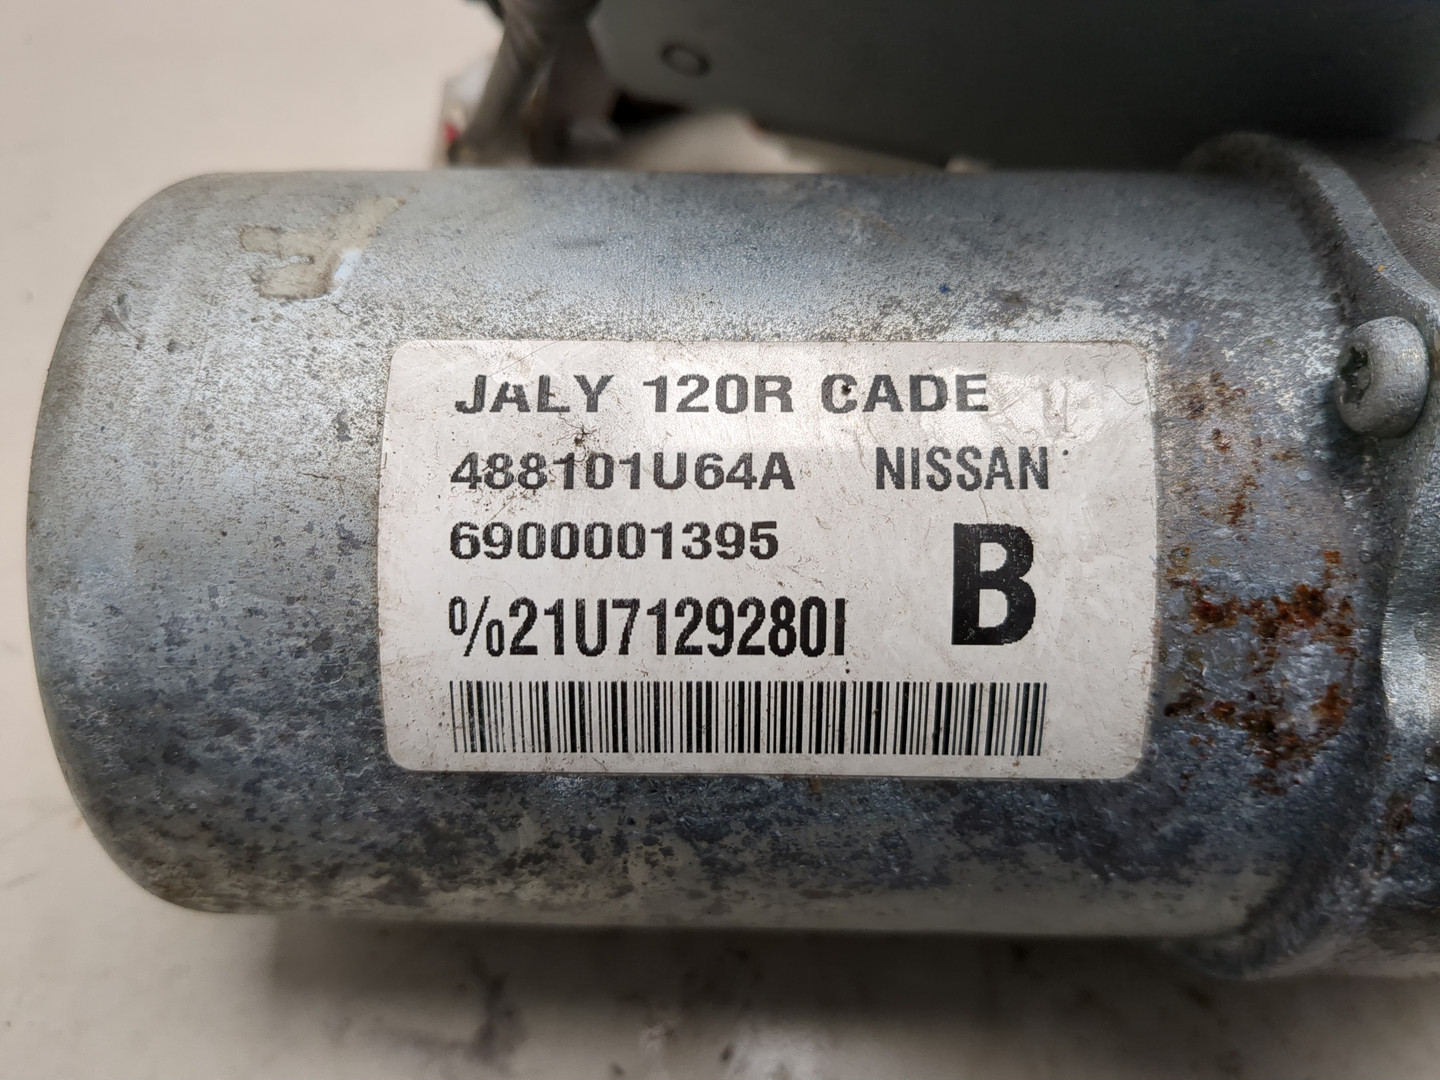 JALY 120R CADE
488101U64A NISSAN
6900001395
B
%21U7129280I